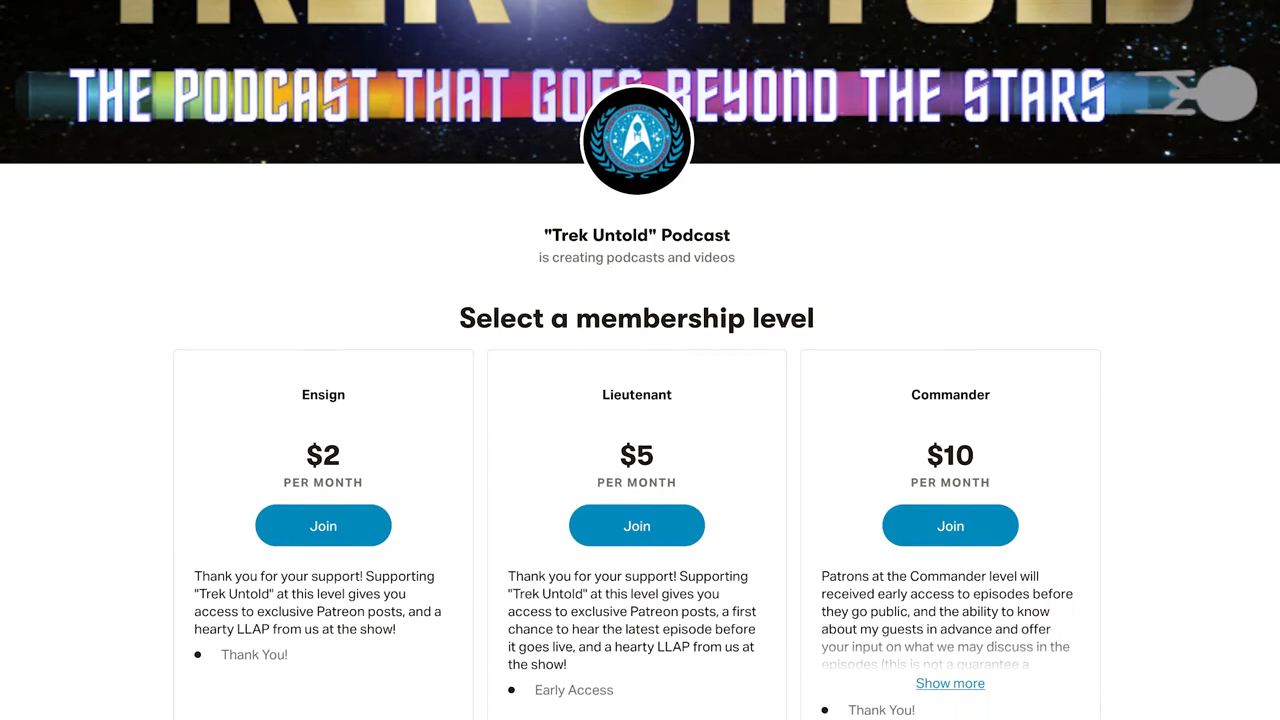 TREK UNTOLD
THE PODCAST THAT GOES BEYOND THE STARS
"Trek Untold" Podcast
is creating podcasts and videos
Select a membership level
Ensign
$2
PER MONTH
Join
Thank you for your support! Supporting
"Trek Untold" at this level gives you
access to exclusive Patreon posts, and a
hearty LLAP from us at the show!
Thank You!
Lieutenant
$5
PER MONTH
Join
Thank you for your support! Supporting
"Trek Untold" at this level gives you
access to exclusive Patreon posts, a first
chance to hear the latest episode before
it goes live, and a hearty LLAP from us at
the show!
Early Access
Commander
$10
PER MONTH
Join
Patrons at the Commander level will
received early access to episodes before
they go public, and the ability to know
about my guests in advance and offer
your input on what we may discuss in the
episodes (this is not a guarantee a
Show more
Thank You!